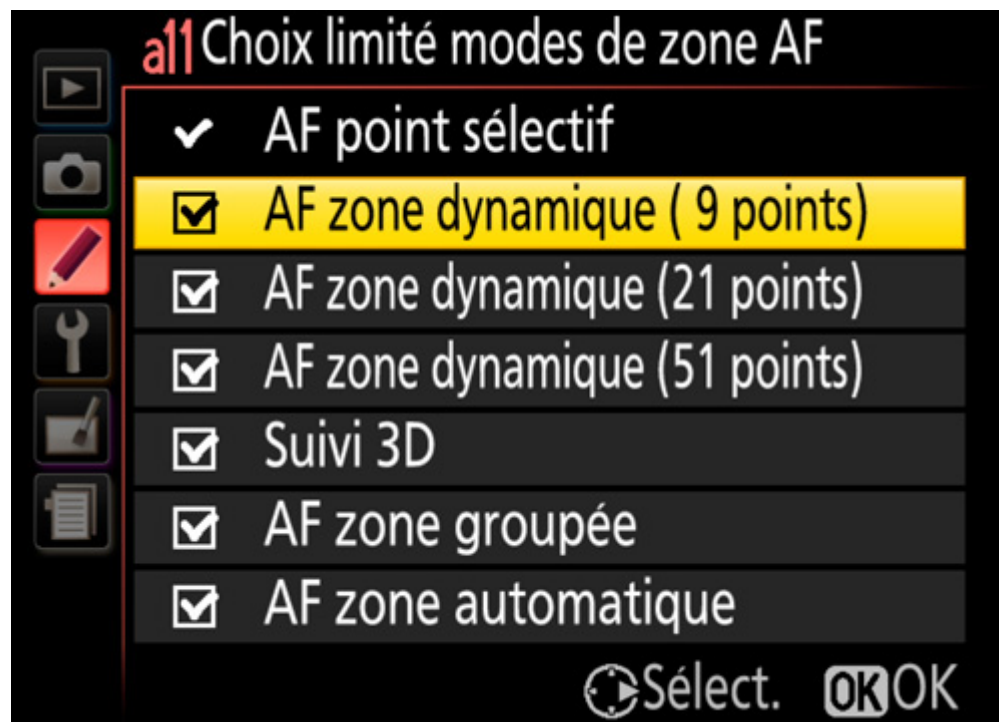 a11 Choix limité modes de zone AF
AF point sélectif
AF zone dynamique ( 9 points)
AF zone dynamique (21 points)
AF zone dynamique (51 points)
Suivi 3D
AF zone groupée
AF zone automatique
Sélect. OK OK